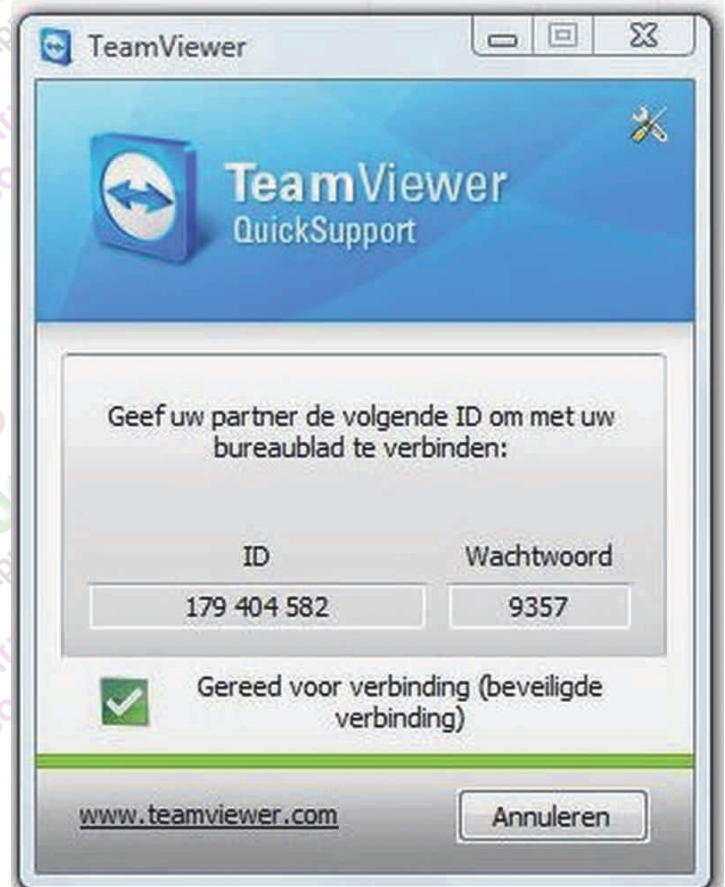 TeamViewer
TeamViewer
QuickSupport
Geef uw partner de volgende ID om met uw
bureaublad te verbinden:
ID Wachtwoord
179 404 582 9357
Gereed voor verbinding (beveiligde
verbinding)
www.teamviewer.com Annuleren